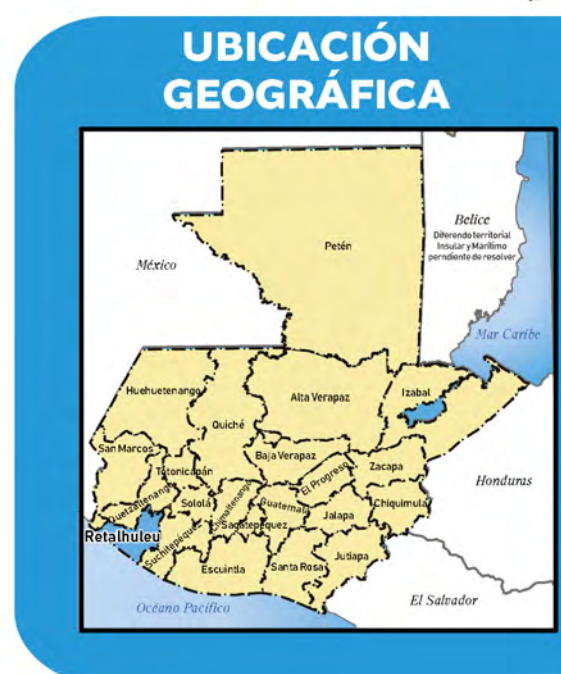 UBICACIÓN
GEOGRÁFICA
Belice
Diferendo territorial
Insular y Marítimo
perndiente de resolver
Petén
México
Mar Caribe
Huehuetenango
Alta Verapaz
Izabal
Quiché
San Marcos
Totonicapán
Baja Verapaz
El Progreso
Zacapa
Honduras
Quetzaltenango
Sololá
Chimaltenango
Guatemala
Chiquimula
Retalhuleu
Suchitepéquez
Sacatepéquez
Jalapa
Escuintla
Santa Rosa
Jutiapa
Océano Pacífico
El Salvador